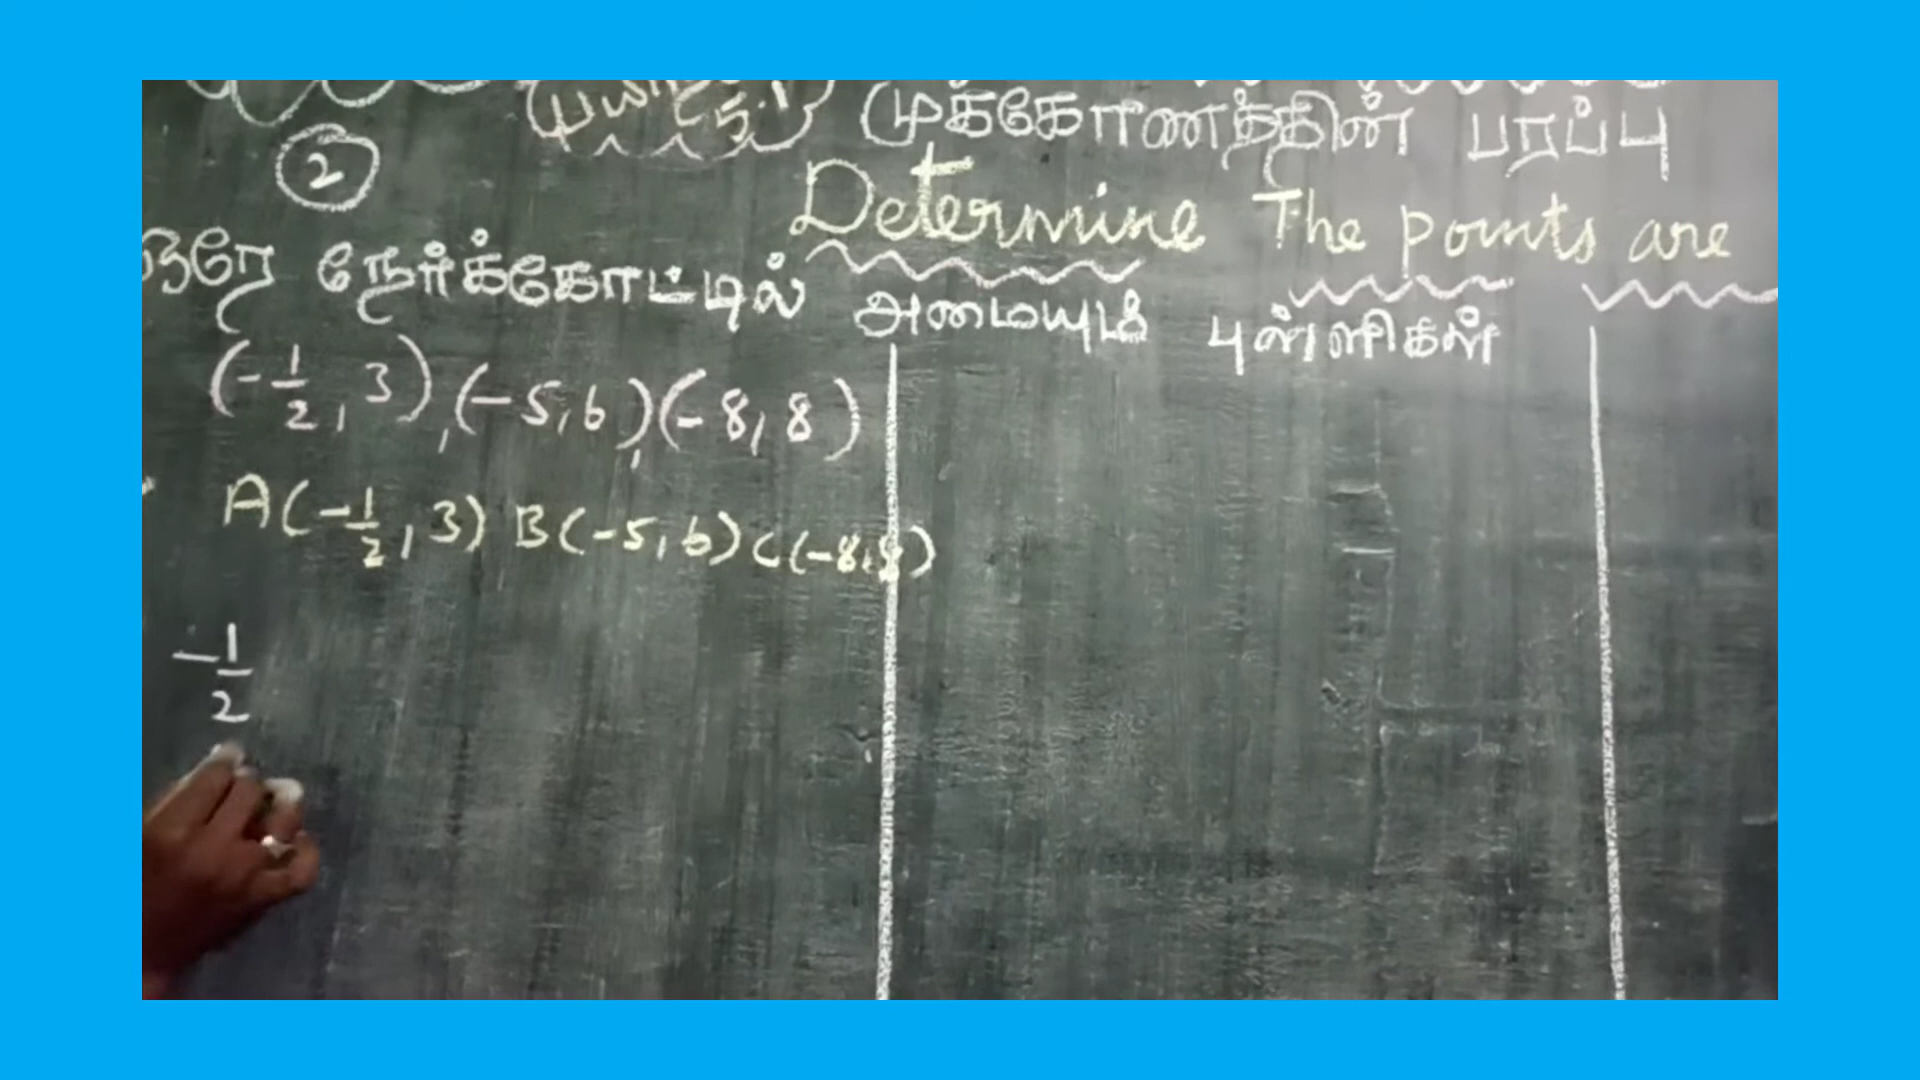 முக்கோணத்தின் பரப்பு
2
Determine The points are
ஒரே நேர்க்கோட்டில் அமையும் புள்ளிகள்
(-1/2, 3), (-5, 6), (-8, 8)
A(-1/2, 3) B(-5, 6) C(-8, 8)
-1/2